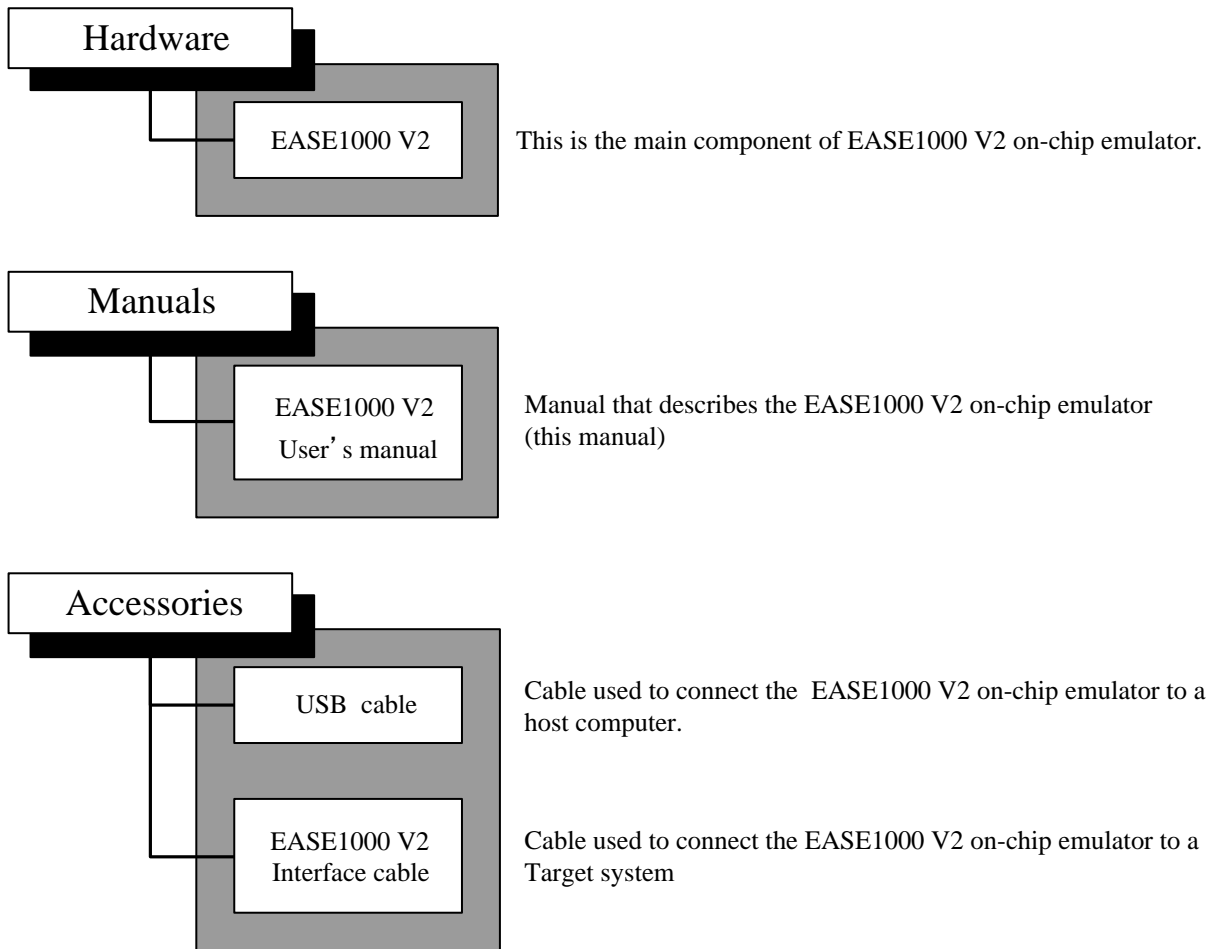 Hardware
EASE1000 V2
This is the main component of EASE1000 V2 on-chip emulator.
Manuals
EASE1000 V2
User's manual
Manual that describes the EASE1000 V2 on-chip emulator
(this manual)
Accessories
USB cable
Cable used to connect the EASE1000 V2 on-chip emulator to a
host computer.
EASE1000 V2
Interface cable
Cable used to connect the EASE1000 V2 on-chip emulator to a
Target system